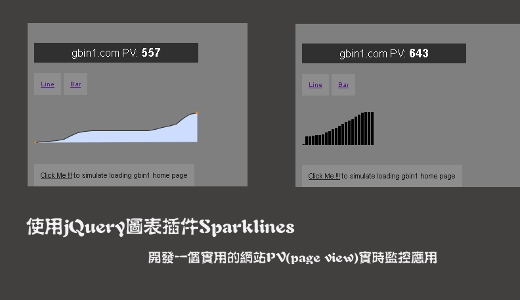 gbin1.com PV: 557
Line Bar
Click Me !!! to simulate loading gbin1 home page
gbin1.com PV: 643
Line Bar
Click Me !!! to simulate loading gbin1 home page
使用jQuery圖表插件Sparklines
開發一個實用的網站PV(page view)實時監控應用